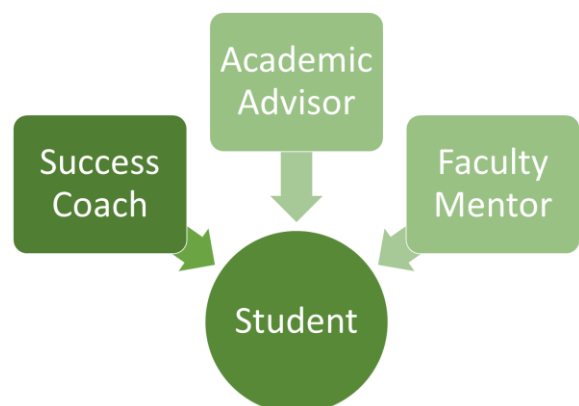 Academic
Advisor
Success
Coach
Faculty
Mentor
Student